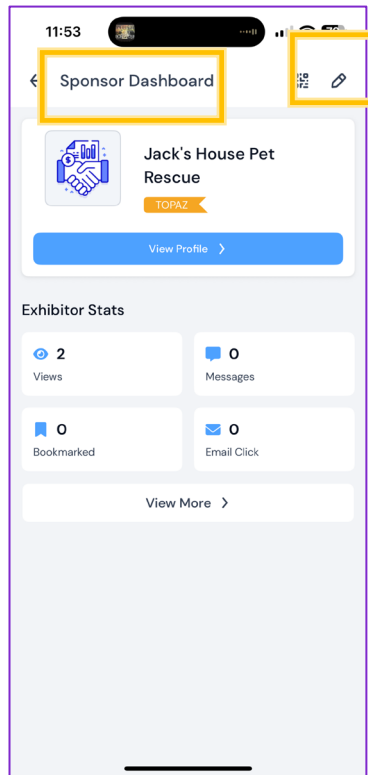 11:53
Sponsor Dashboard
Jack's House Pet
Rescue
TOPAZ
View Profile
Exhibitor Stats
2
Views
0
Messages
0
Bookmarked
0
Email Click
View More